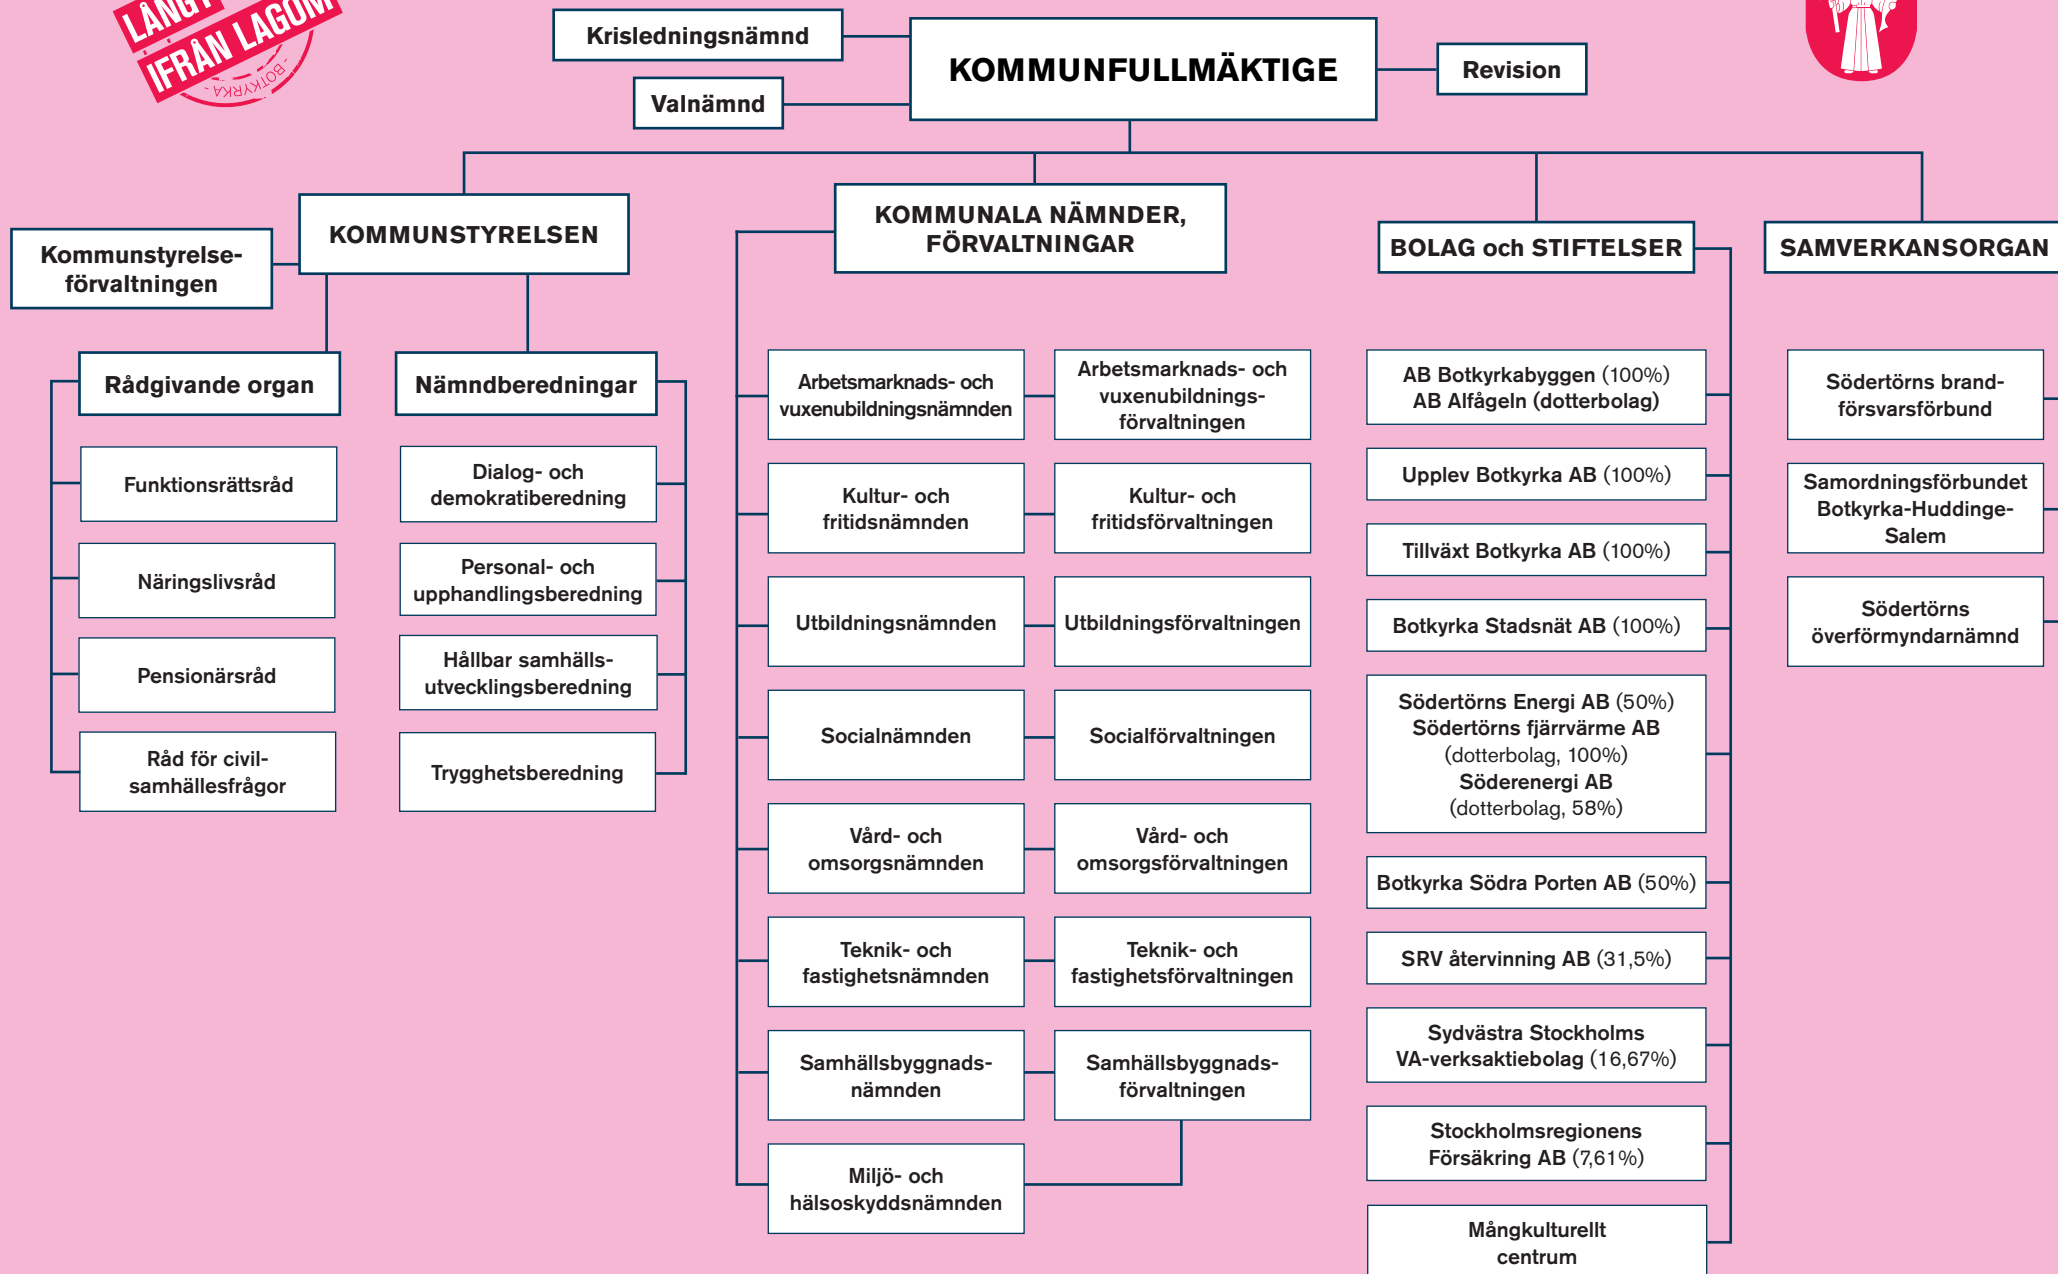 LÅNGT
IFRÅN LAGOM
- BOTKYRKA -
Krisledningsnämnd
Valnämnd
KOMMUNFULLMÄKTIGE
Revision
Kommunstyrelse-
förvaltningen
KOMMUNSTYRELSEN
KOMMUNALA NÄMNDER,
FÖRVALTNINGAR
BOLAG och STIFTELSER
SAMVERKANSORGAN
Rådgivande organ
Funktionsrättsråd
Näringslivsråd
Pensionärsråd
Råd för civil-
samhällesfrågor
Nämndberedningar
Dialog- och
demokratiberedning
Personal- och
upphandlingsberedning
Hållbar samhälls-
utvecklingsberedning
Trygghetsberedning
Arbetsmarknads- och
vuxenubildningsnämnden
Arbetsmarknads- och
vuxenubildnings-
förvaltningen
Kultur- och
fritidsnämnden
Kultur- och
fritidsförvaltningen
Utbildningsnämnden
Utbildningsförvaltningen
Socialnämnden
Socialförvaltningen
Vård- och
omsorgsnämnden
Vård- och
omsorgsförvaltningen
Teknik- och
fastighetsnämnden
Teknik- och
fastighetsförvaltningen
Samhällsbyggnads-
nämnden
Samhällsbyggnads-
förvaltningen
Miljö- och
hälsoskyddsnämnden
AB Botkyrkabyggen (100%)
AB Alfågeln (dotterbolag)
Upplev Botkyrka AB (100%)
Tillväxt Botkyrka AB (100%)
Botkyrka Stadsnät AB (100%)
Södertörns Energi AB (50%)
Södertörns fjärrvärme AB
(dotterbolag, 100%)
Söderenergi AB
(dotterbolag, 58%)
Botkyrka Södra Porten AB (50%)
SRV återvinning AB (31,5%)
Sydvästra Stockholms
VA-verksaktiebolag (16,67%)
Stockholmsregionens
Försäkring AB (7,61%)
Mångkulturellt
centrum
Södertörns brand-
försvarsförbund
Samordningsförbundet
Botkyrka-Huddinge-
Salem
Södertörns
överförmyndarnämnd